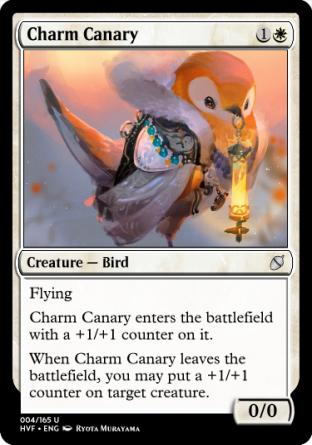 Charm Canary 1
Creature — Bird
Flying
Charm Canary enters the battlefield
with a +1/+1 counter on it.
When Charm Canary leaves the
battlefield, you may put a +1/+1
counter on target creature.
0/0
004/165 U
HVF • ENG Ryota Murayama